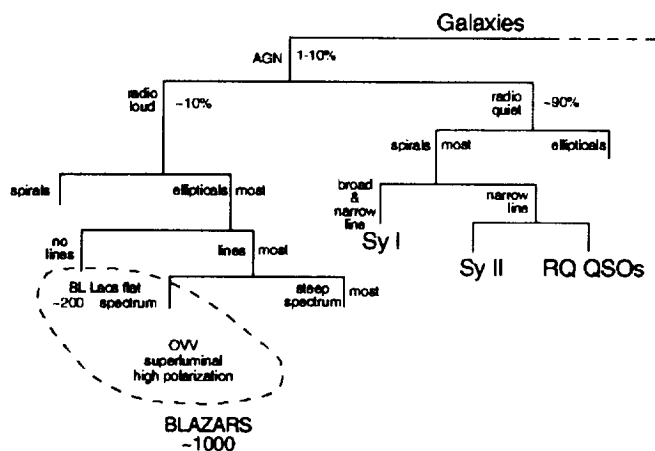 Galaxies
AGN 1-10%
radio
loud ~10%
radio
quiet ~90%
spirals most ellipticals
spirals ellipticals most
broad
&
narrow
line
narrow
line
Sy I
Sy II RQ QSOs
no
lines
lines most
BL Lacs flat
~200 spectrum
steep
spectrum most
OVV
superluminal
high polarization
BLAZARS
~1000